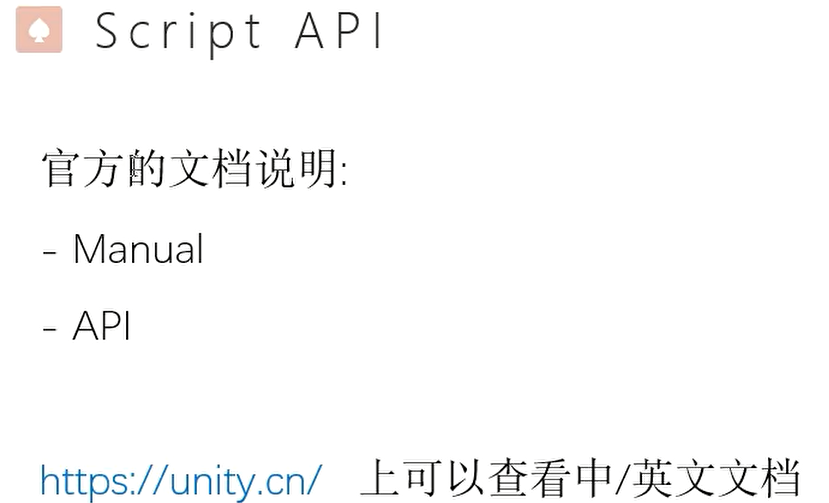 Script API
官方的文档说明:
- Manual
- API
https://unity.cn/ 上可以查看中/英文文档